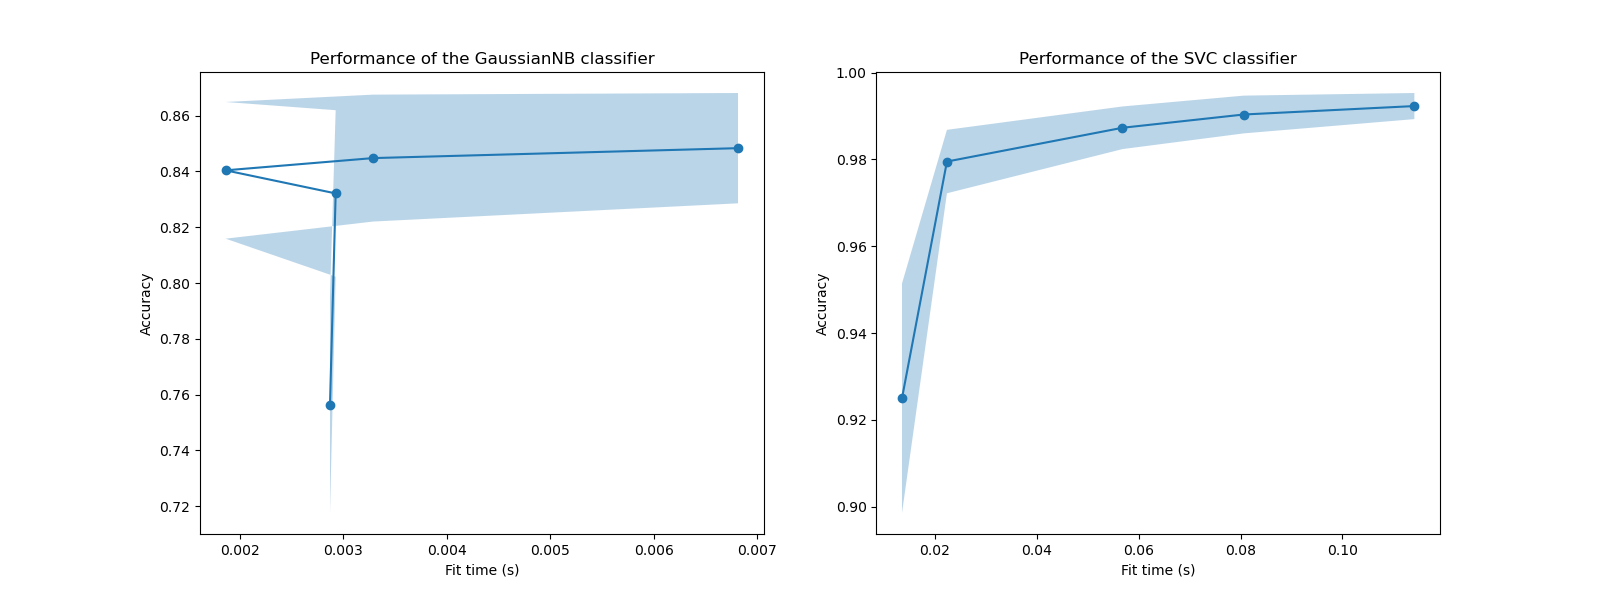 Performance of the GaussianNB classifier
Accuracy
0.86
0.84
0.82
0.80
0.78
0.76
0.74
0.72
0.002 0.003 0.004 0.005 0.006 0.007
Fit time (s)
Performance of the SVC classifier
Accuracy
1.00
0.98
0.96
0.94
0.92
0.90
0.02 0.04 0.06 0.08 0.10
Fit time (s)